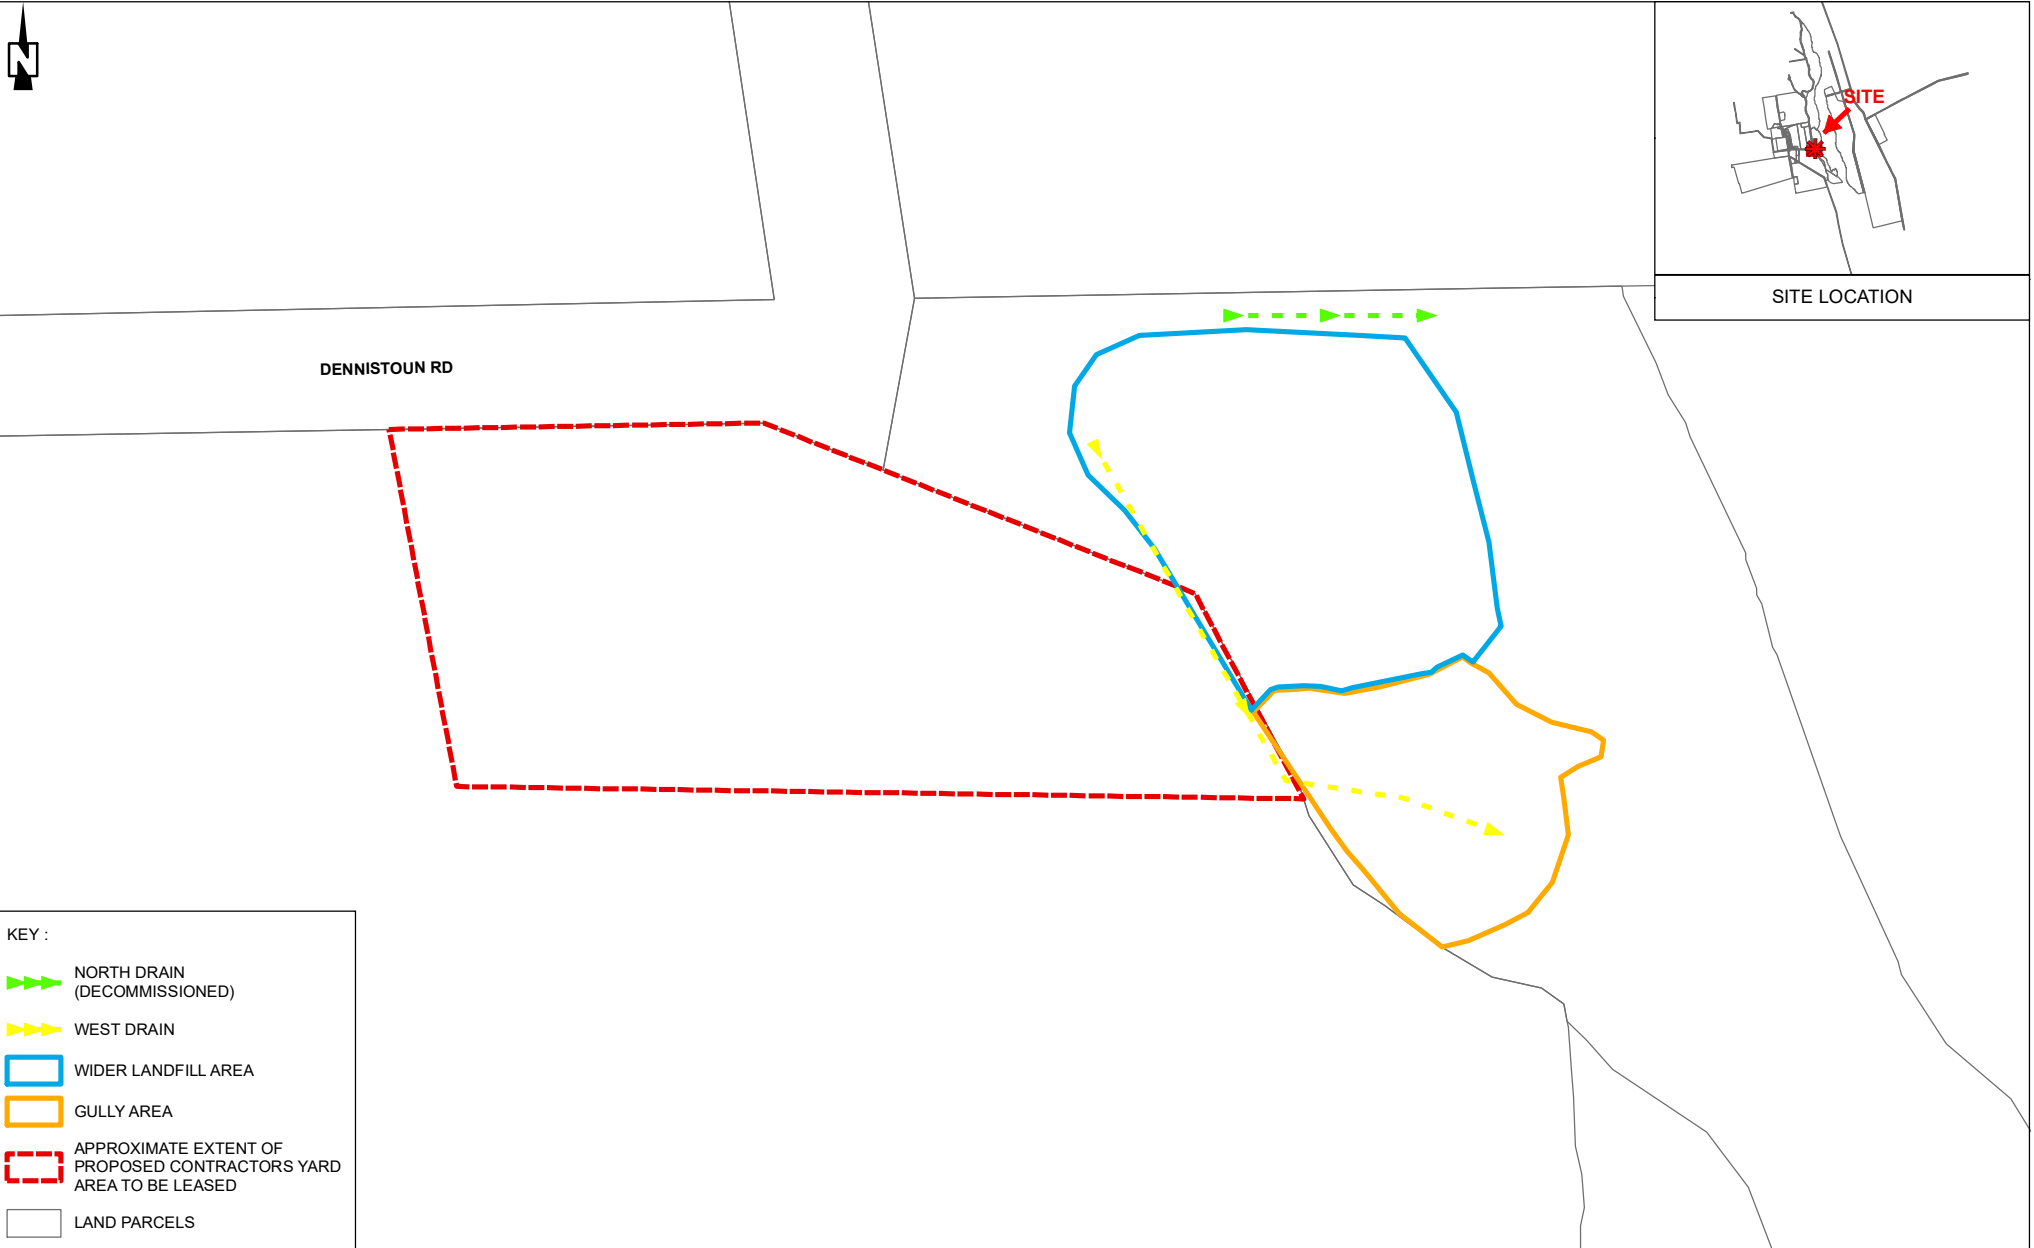 N
SITE
SITE LOCATION
DENNISTOUN RD
KEY :
NORTH DRAIN
(DECOMMISSIONED)
WEST DRAIN
WIDER LANDFILL AREA
GULLY AREA
APPROXIMATE EXTENT OF
PROPOSED CONTRACTORS YARD
AREA TO BE LEASED
LAND PARCELS